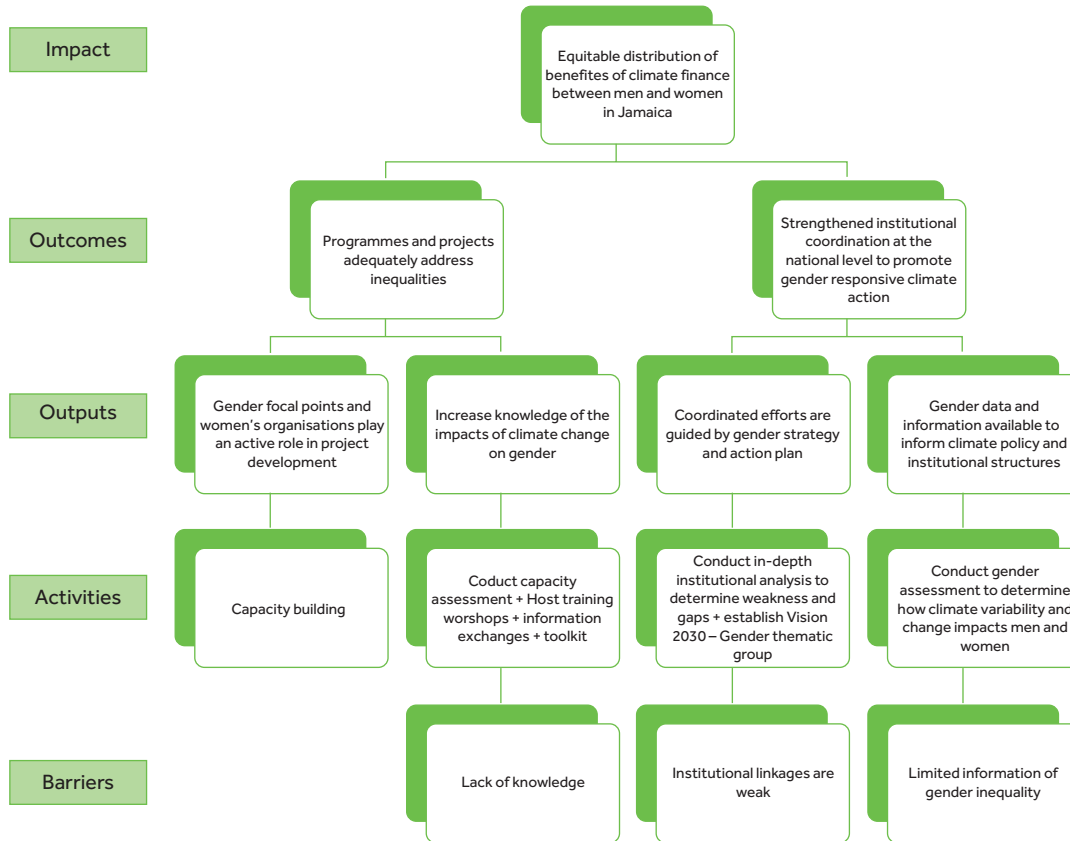 Impact
Equitable distribution of
benefites of climate finance
between men and women
in Jamaica
Outcomes
Programmes and projects
adequately address
inequalities
Strengthened institutional
coordination at the
national level to promote
gender responsive climate
action
Outputs
Gender focal points and
women's organisations play
an active role in project
development
Increase knowledge of the
impacts of climate change
on gender
Coordinated efforts are
guided by gender strategy
and action plan
Gender data and
information available to
inform climate policy and
institutional structures
Activities
Capacity building
Coduct capacity
assessment + Host training
worshops + information
exchanges + toolkit
Conduct in-depth
institutional analysis to
determine weakness and
gaps + establish Vision
2030 – Gender thematic
group
Conduct gender
assessment to determine
how climate variability and
change impacts men and
women
Barriers
Lack of knowledge
Institutional linkages are
weak
Limited information of
gender inequality